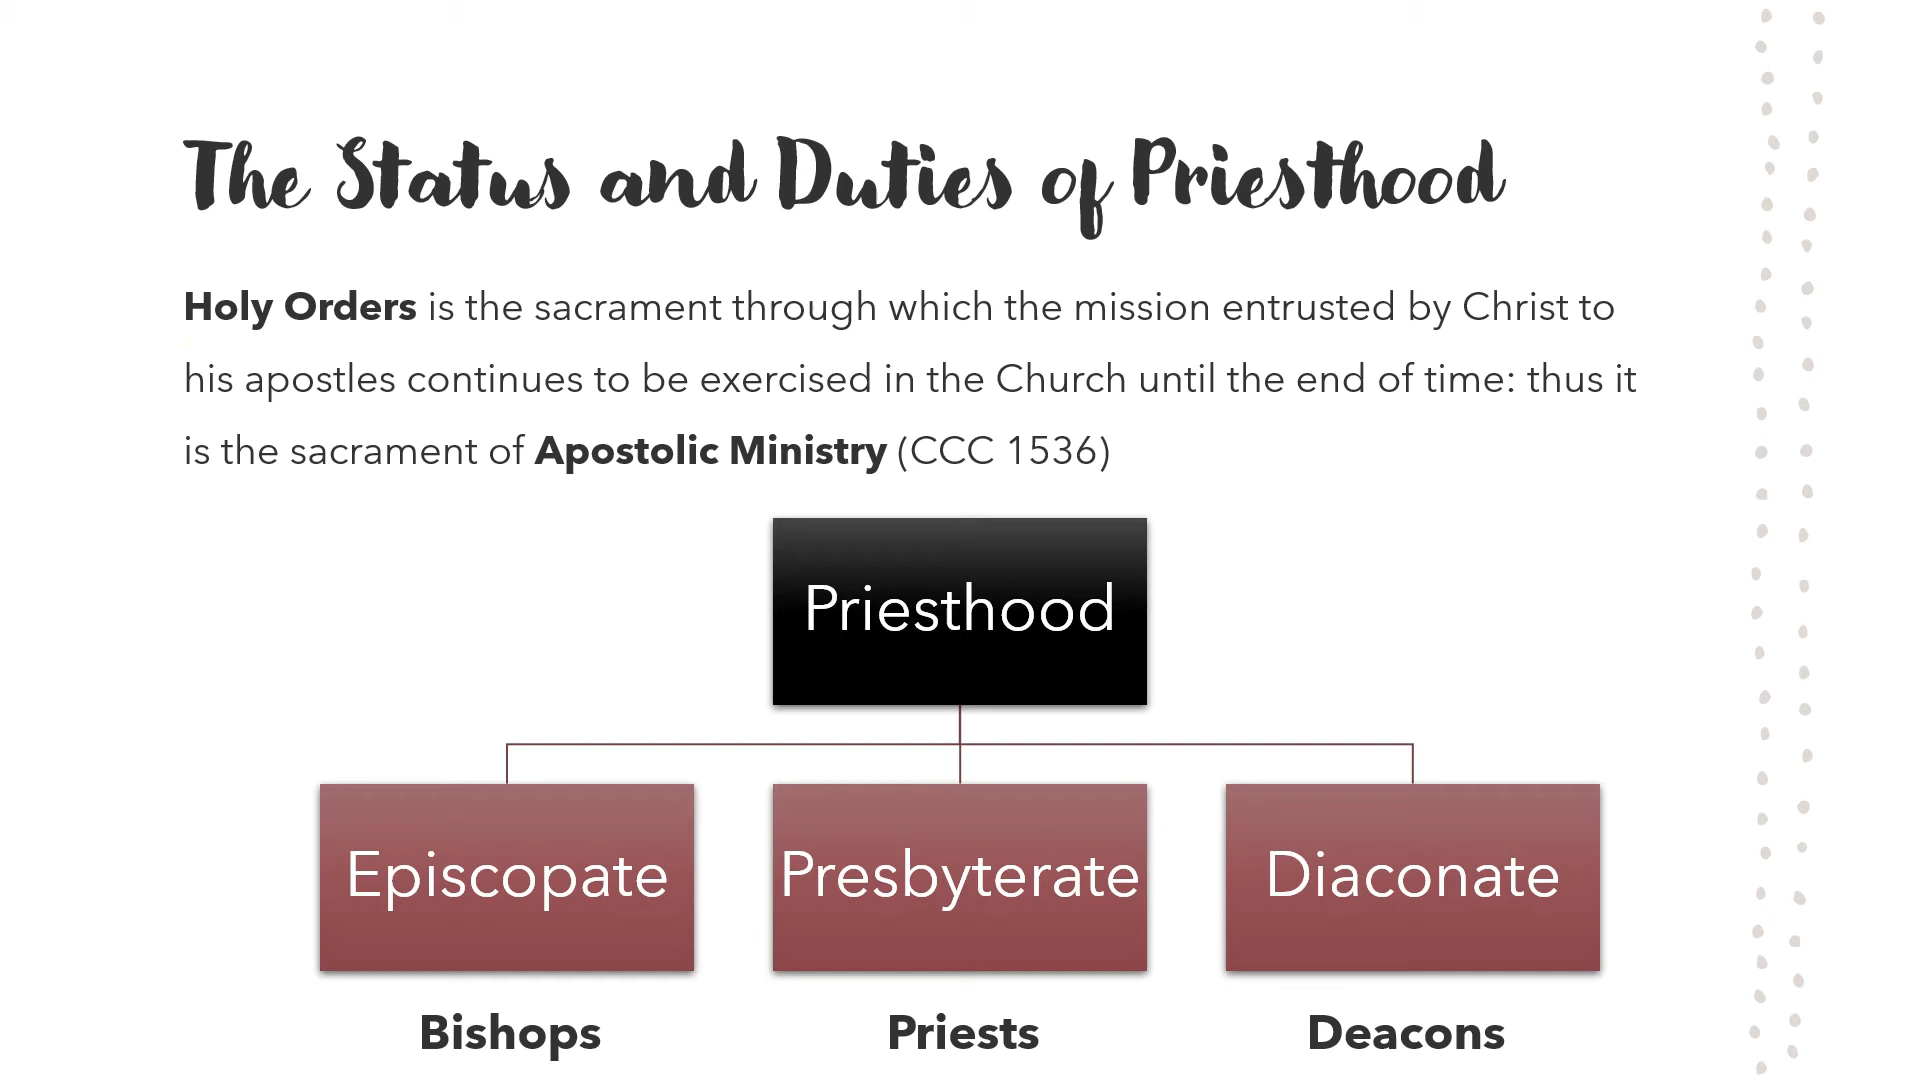 The Status and Duties of Priesthood
Holy Orders is the sacrament through which the mission entrusted by Christ to
his apostles continues to be exercised in the Church until the end of time: thus it
is the sacrament of Apostolic Ministry (CCC 1536)
Priesthood
Episcopate
Presbyterate
Diaconate
Bishops
Priests
Deacons